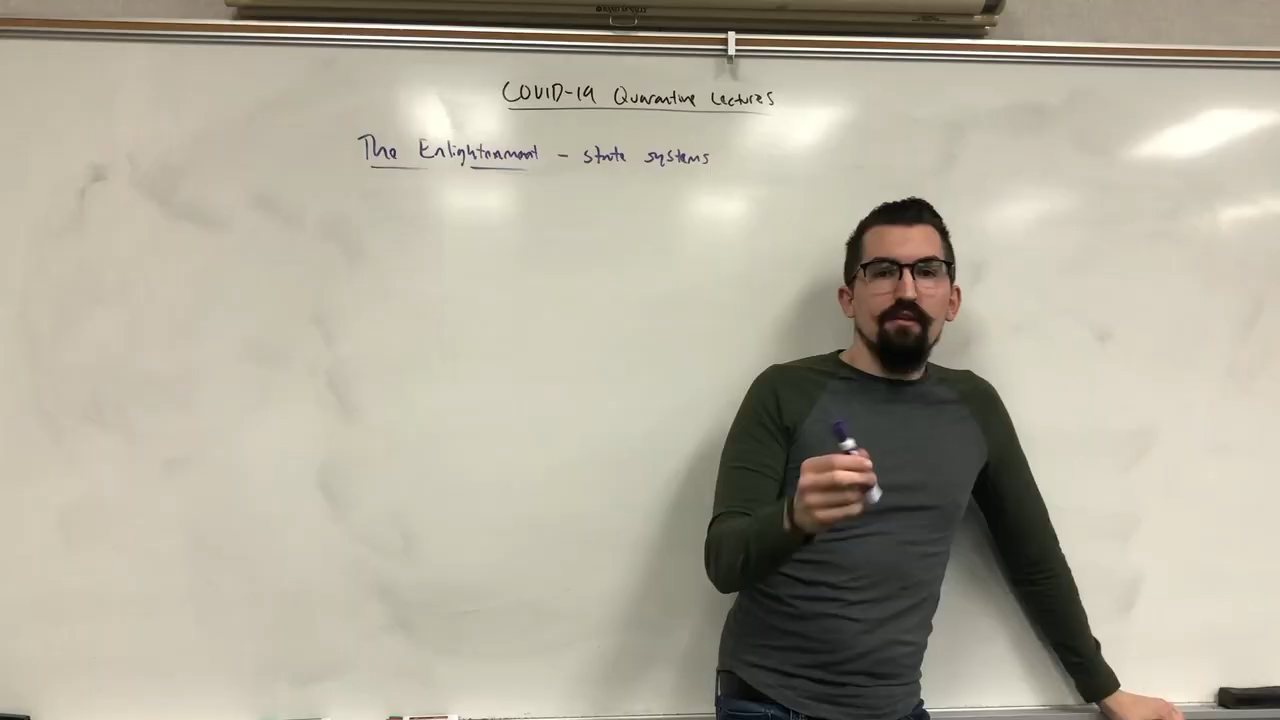 COVID-19 Quarantine Lectures
The Enlightenment - state systems